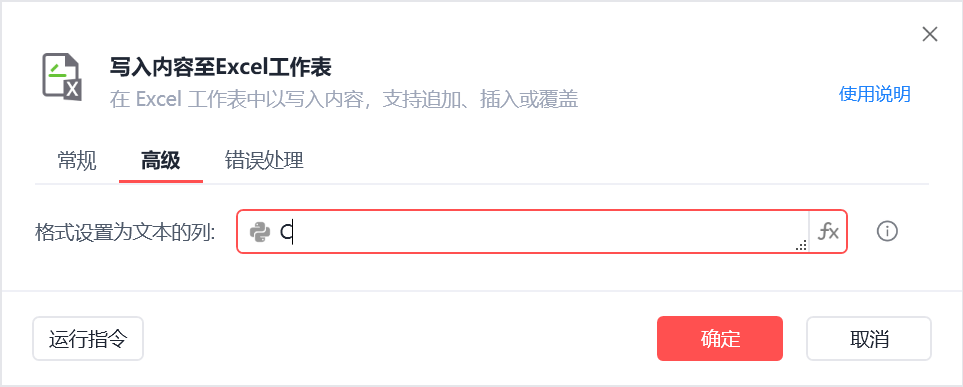 写入内容至Excel工作表
在 Excel 工作表中以写入内容，支持追加、插入或覆盖
使用说明
常规 高级 错误处理
格式设置为文本的列: C fx
运行指令 确定 取消